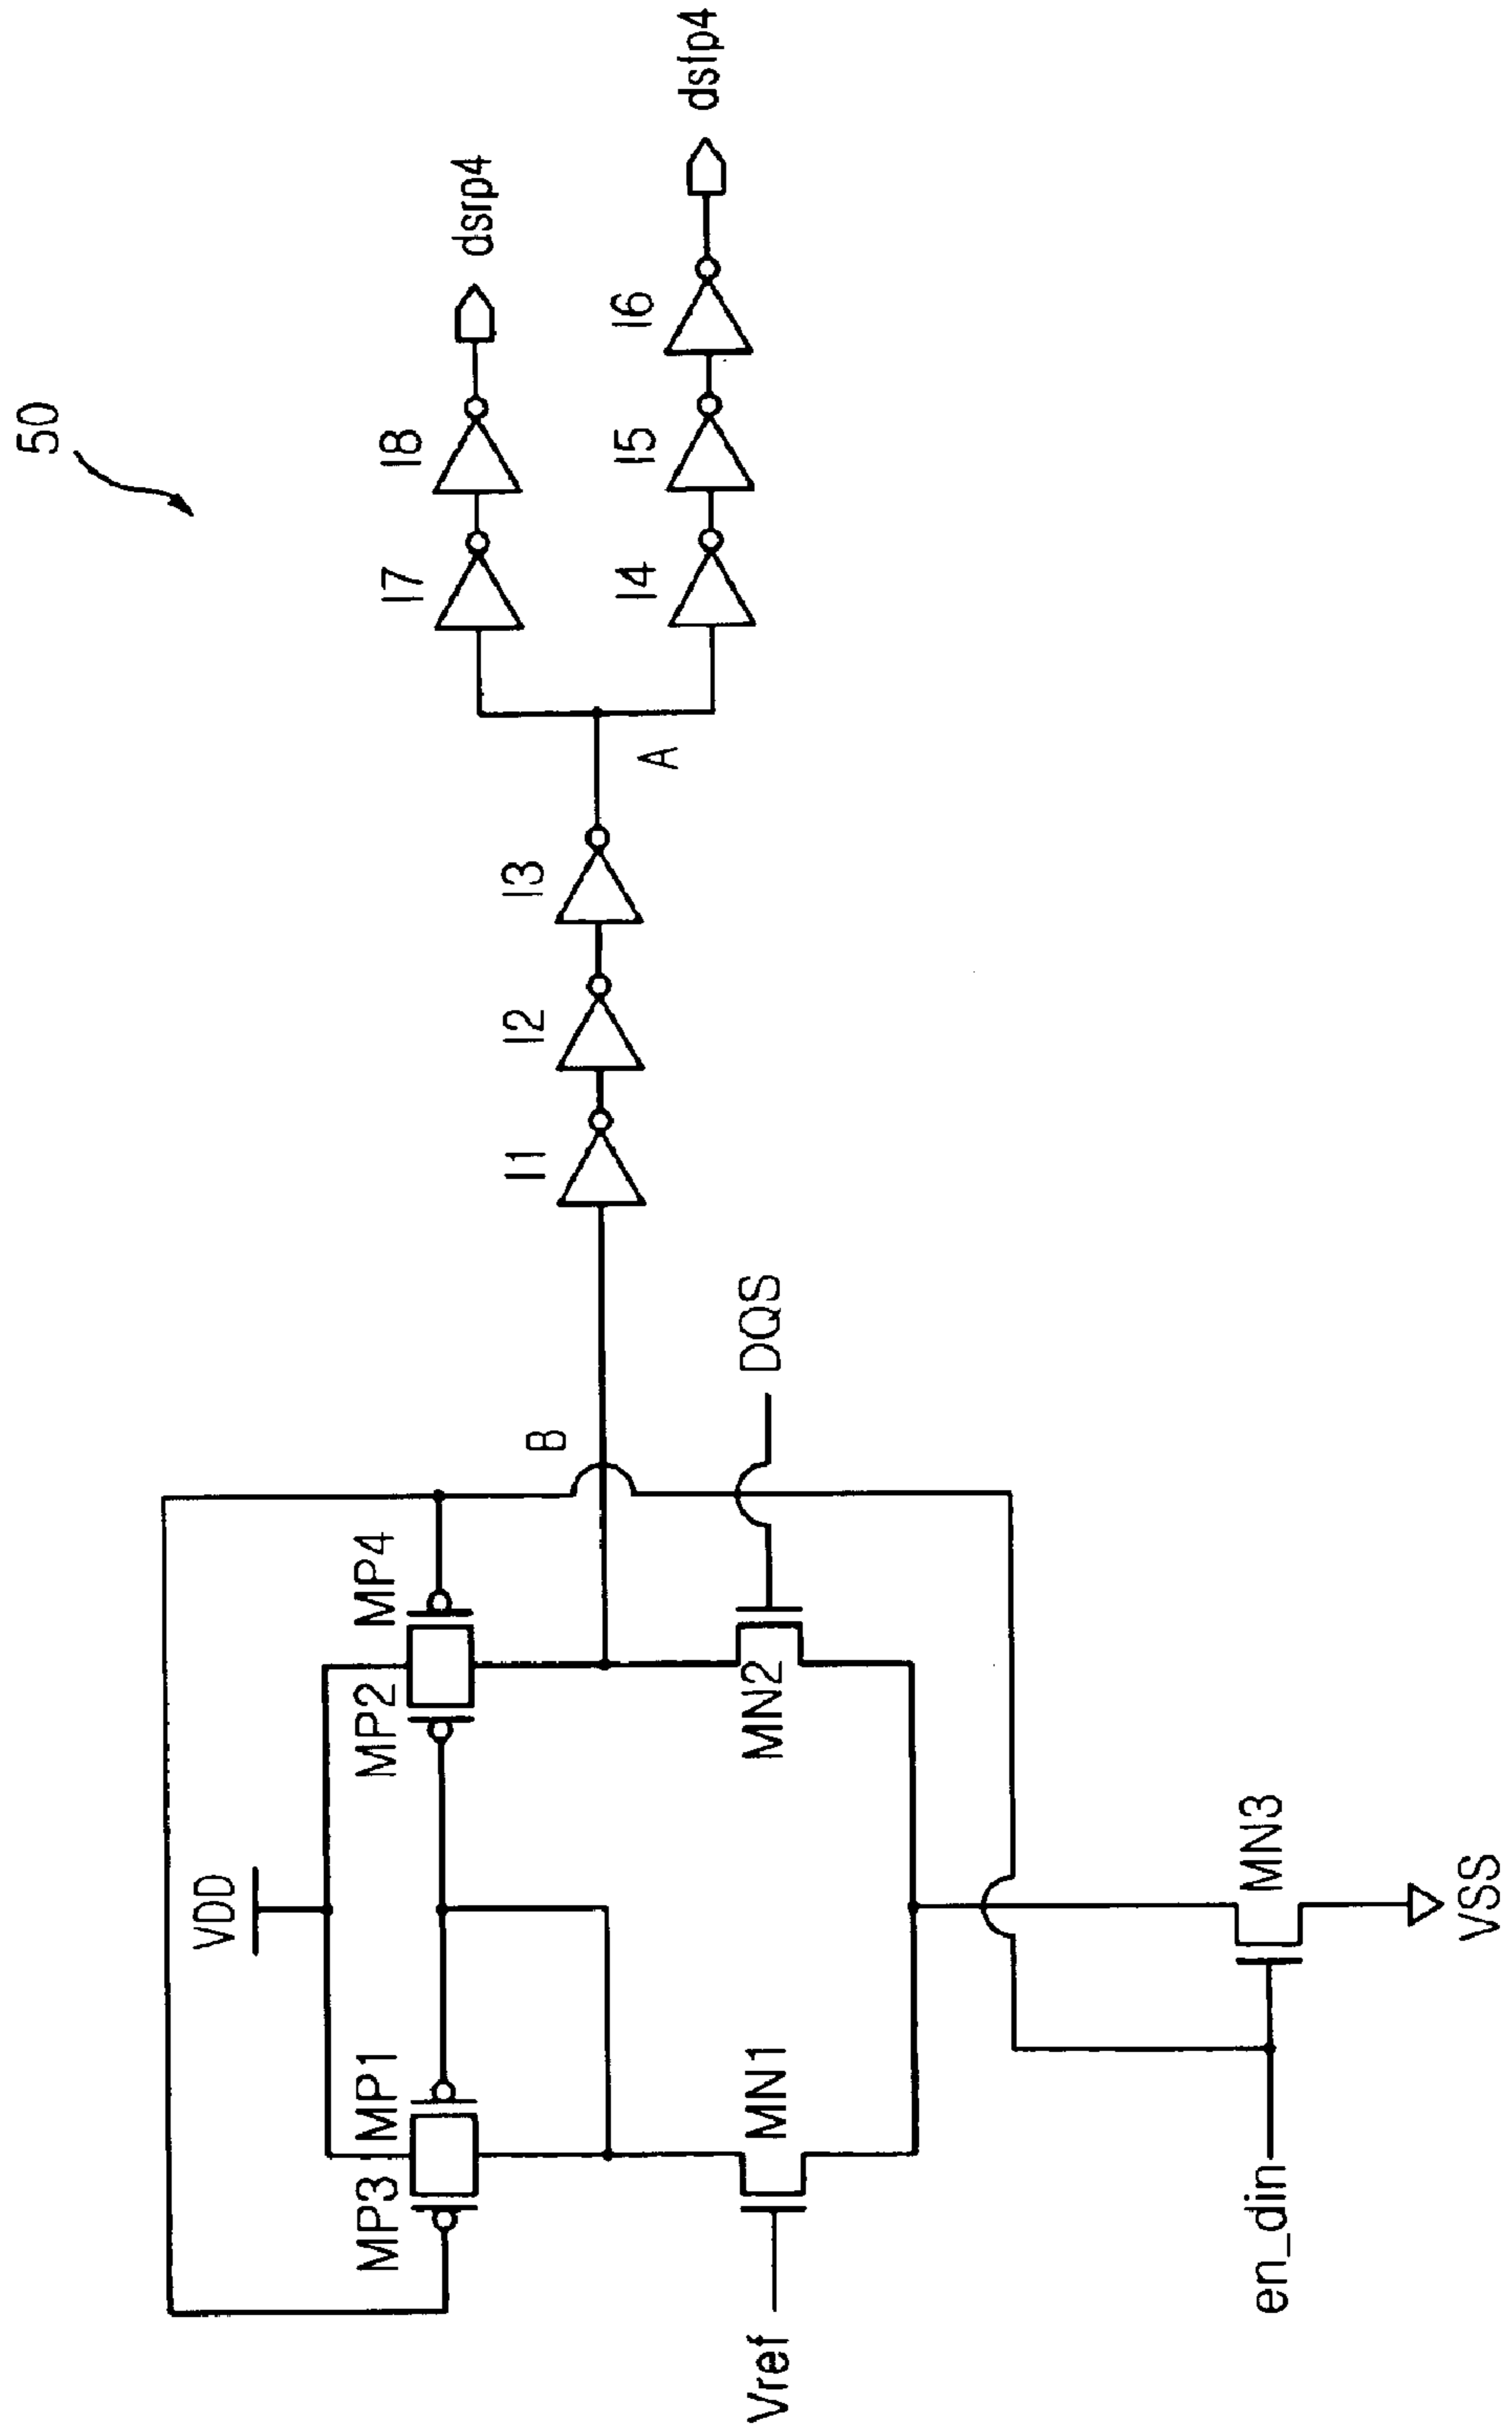 50
VDD
MP3
MP1
MP2
MP4
B
I1
I2
I3
A
I7
I8
dsrp4
I4
I5
I6
dsfp4
Vref
MN1
MN2
DQS
en_din
MN3
VSS